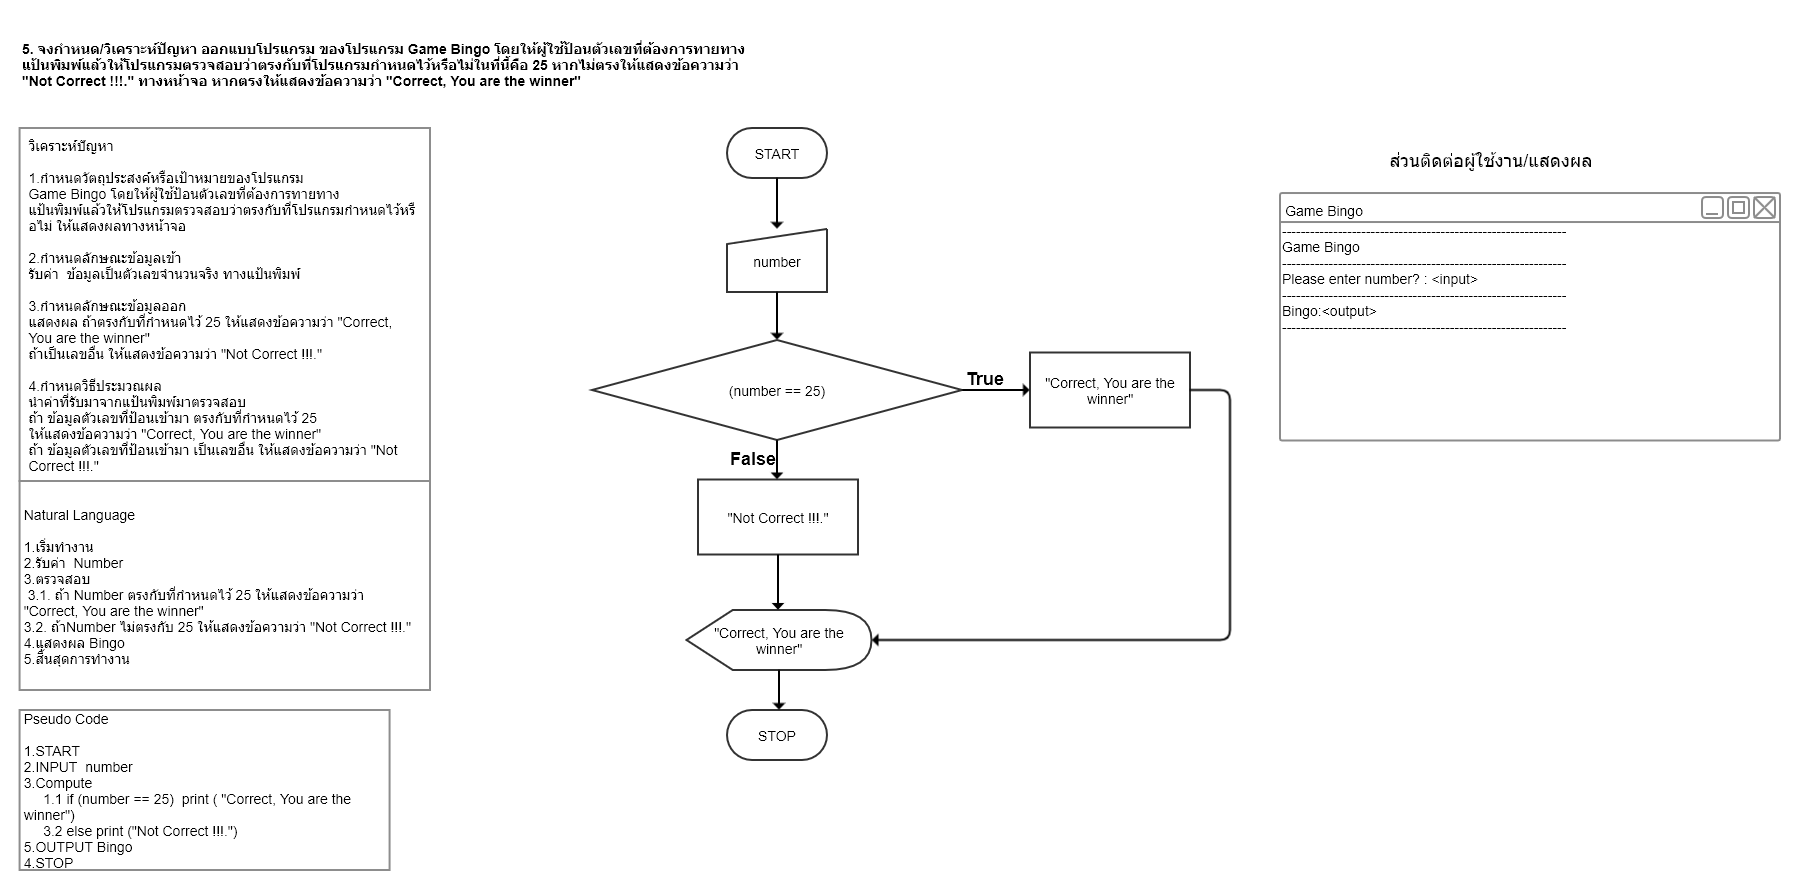 5. จงกำหนด/วิเคราะห์ปัญหา ออกแบบโปรแกรม ของโปรแกรม Game Bingo โดยให้ผู้ใช้ป้อนตัวเลขที่ต้องการทายทาง
แป้นพิมพ์แล้วให้โปรแกรมตรวจสอบว่าตรงกับที่โปรแกรมกำหนดไว้หรือไม่ในที่นี้คือ 25 หากไม่ตรงให้แสดงข้อความว่า
"Not Correct !!!." ทางหน้าจอ หากตรงให้แสดงข้อความว่า "Correct, You are the winner"
วิเคราะห์ปัญหา
1.กำหนดวัตถุประสงค์หรือเป้าหมายของโปรแกรม
Game Bingo โดยให้ผู้ใช้ป้อนตัวเลขที่ต้องการทายทาง
แป้นพิมพ์แล้วให้โปรแกรมตรวจสอบว่าตรงกับที่โปรแกรมกำหนดไว้หรื
อไม่ ให้แสดงผลทางหน้าจอ
2.กำหนดลักษณะข้อมูลเข้า
รับค่า  ข้อมูลเป็นตัวเลขจำนวนจริง ทางแป้นพิมพ์
3.กำหนดลักษณะข้อมูลออก
แสดงผล ถ้าตรงกับที่กำหนดไว้ 25 ให้แสดงข้อความว่า "Correct,
You are the winner"
ถ้าเป็นเลขอื่น ให้แสดงข้อความว่า "Not Correct !!!."
4.กำหนดวิธีประมวณผล
นำค่าที่รับมาจากแป้นพิมพ์มาตรวจสอบ
ถ้า ข้อมูลตัวเลขที่ป้อนเข้ามา ตรงกับที่กำหนดไว้ 25
ให้แสดงข้อความว่า "Correct, You are the winner"
ถ้า ข้อมูลตัวเลขที่ป้อนเข้ามา เป็นเลขอื่น ให้แสดงข้อความว่า "Not
Correct !!!."
Natural Language
1.เริ่มทำงาน
2.รับค่า  Number
3.ตรวจสอบ
3.1. ถ้า Number ตรงกับที่กำหนดไว้ 25 ให้แสดงข้อความว่า
"Correct, You are the winner"
3.2. ถ้าNumber ไม่ตรงกับ 25 ให้แสดงข้อความว่า "Not Correct !!!."
4.แสดงผล Bingo
5.สิ้นสุดการทำงาน
Pseudo Code
1.START
2.INPUT  number
3.Compute
1.1 if (number == 25)  print ( "Correct, You are the
winner")
3.2 else print ("Not Correct !!!.")
5.OUTPUT Bingo
4.STOP
START
number
(number == 25)
True
"Correct, You are the
winner"
False
"Not Correct !!!."
"Correct, You are the
winner"
STOP
ส่วนติดต่อผู้ใช้งาน/แสดงผล
Game Bingo
---------------------------------------------------------------
Game Bingo
---------------------------------------------------------------
Please enter number? : <input>
---------------------------------------------------------------
Bingo:<output>
---------------------------------------------------------------